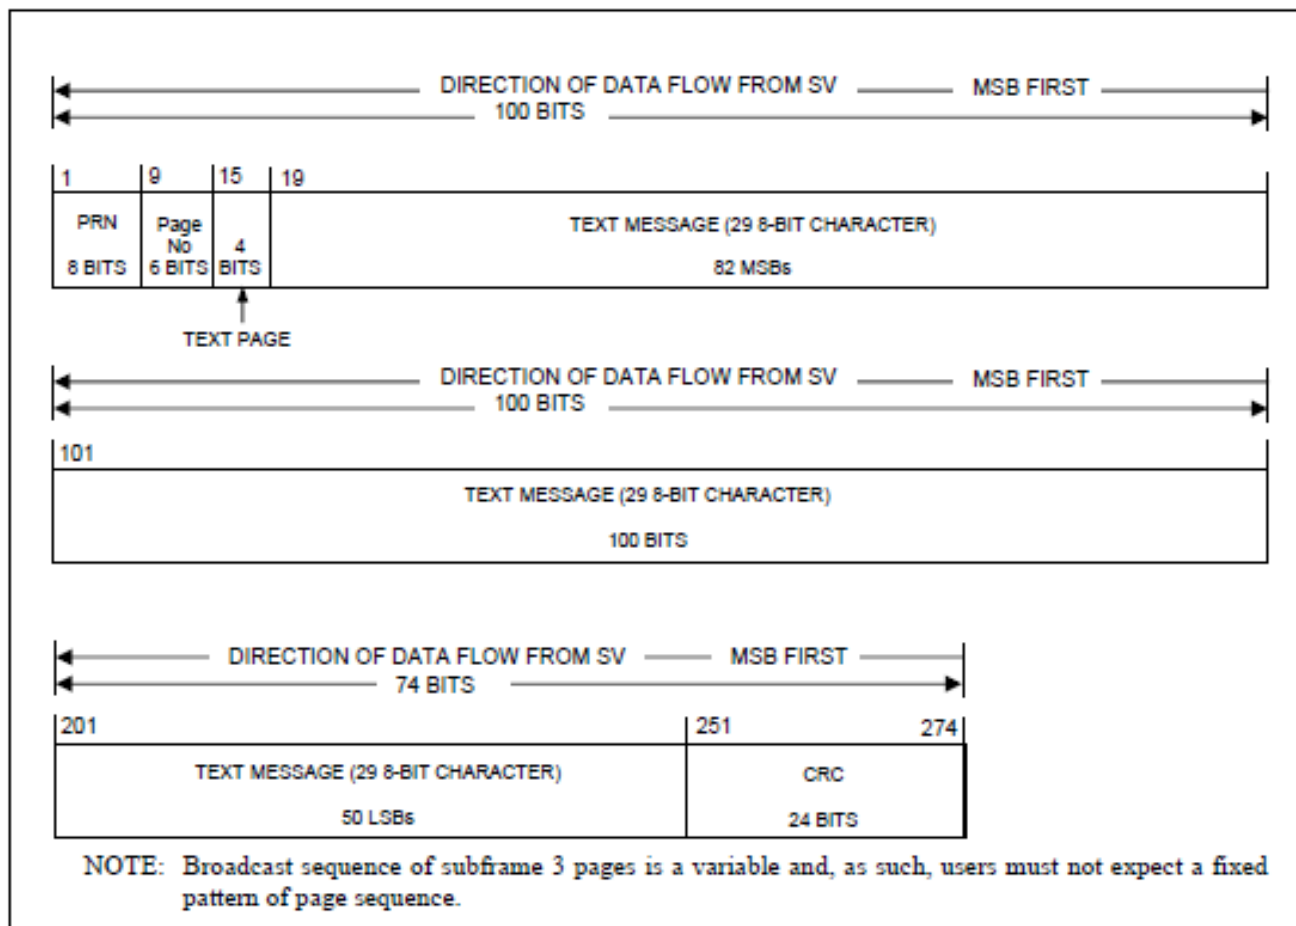 DIRECTION OF DATA FLOW FROM SV MSB FIRST
100 BITS
1 9 15 19
PRN
8 BITS
Page
No
6 BITS
4
BITS
TEXT MESSAGE (29 8-BIT CHARACTER)
82 MSBs
TEXT PAGE
DIRECTION OF DATA FLOW FROM SV MSB FIRST
100 BITS
101
TEXT MESSAGE (29 8-BIT CHARACTER)
100 BITS
DIRECTION OF DATA FLOW FROM SV MSB FIRST
74 BITS
201 251 274
TEXT MESSAGE (29 8-BIT CHARACTER)
50 LSBs
CRC
24 BITS
NOTE: Broadcast sequence of subframe 3 pages is a variable and, as such, users must not expect a fixed
pattern of page sequence.